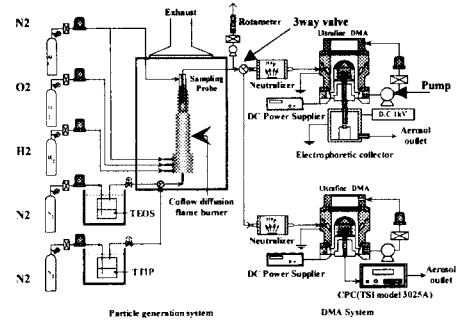 N2
Exhaust
Rotameter
3way valve
Ultrafine DMA
O2
Sampling
Probe
Neutralizer
Pump
DC Power Supplier
D.C 1kV
H2
Aerosol
outlet
Electrophoretic collector
Coflow diffusion
flame burner
Ultrafine DMA
N2
TEOS
Neutralizer
DC Power Supplier
N2
TTIP
Aerosol
outlet
CPC(TSI model 3025A)
Particle generation system
DMA System